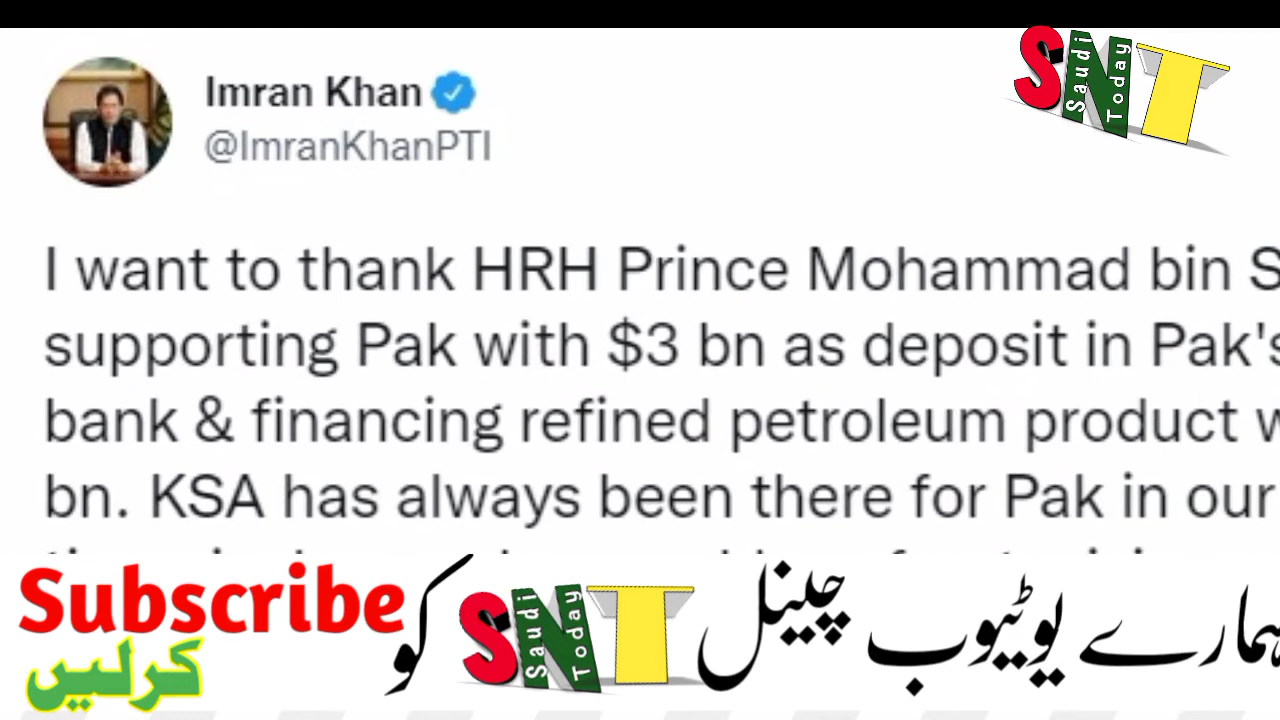 Imran Khan
@ImranKhanPTI
SNT
Saudi
Today
I want to thank HRH Prince Mohammad bin S
supporting Pak with $3 bn as deposit in Pak's
bank & financing refined petroleum product w
bn. KSA has always been there for Pak in our
ہمارے یوٹیوب چینل SNT Saudi Today کو Subscribe
کرلیں